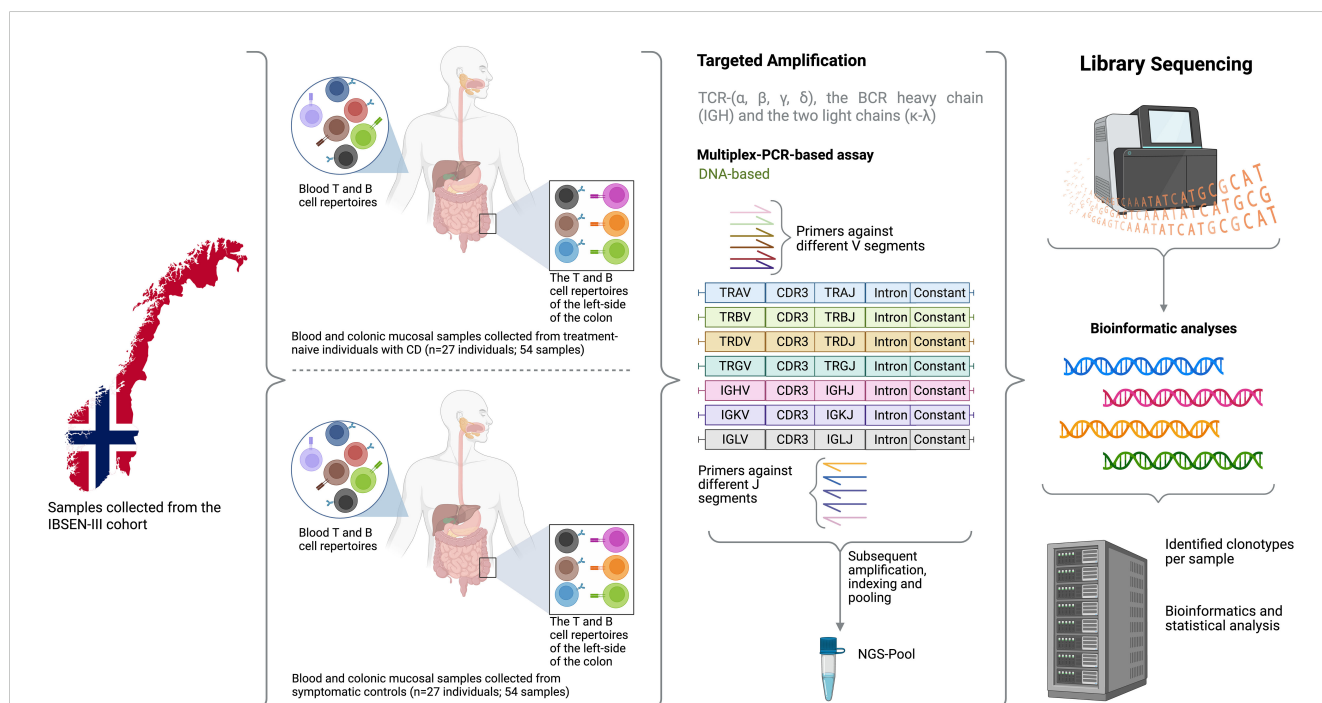 Samples collected from the
IBSEN-III cohort
Blood T and B
cell repertoires
The T and B
cell repertoires
of the left-side
of the colon
Blood and colonic mucosal samples collected from treatment-
naive individuals with CD (n=27 individuals; 54 samples)
Blood T and B
cell repertoires
The T and B
cell repertoires
of the left-side
of the colon
Blood and colonic mucosal samples collected from
symptomatic controls (n=27 individuals; 54 samples)
Targeted Amplification
TCR-(α, β, γ, δ), the BCR heavy chain
(IGH) and the two light chains (κ-λ)
Multiplex-PCR-based assay
DNA-based
Primers against
different V segments
TRAV CDR3 TRAJ Intron Constant
TRBV CDR3 TRBJ Intron Constant
TRDV CDR3 TRDJ Intron Constant
TRGV CDR3 TRGJ Intron Constant
IGHV CDR3 IGHJ Intron Constant
IGKV CDR3 IGKJ Intron Constant
IGLV CDR3 IGLJ Intron Constant
Primers against
different J
segments
Subsequent
amplification,
indexing and
pooling
NGS-Pool
Library Sequencing
Bioinformatic analyses
Identified clonotypes
per sample
Bioinformatics and
statistical analysis